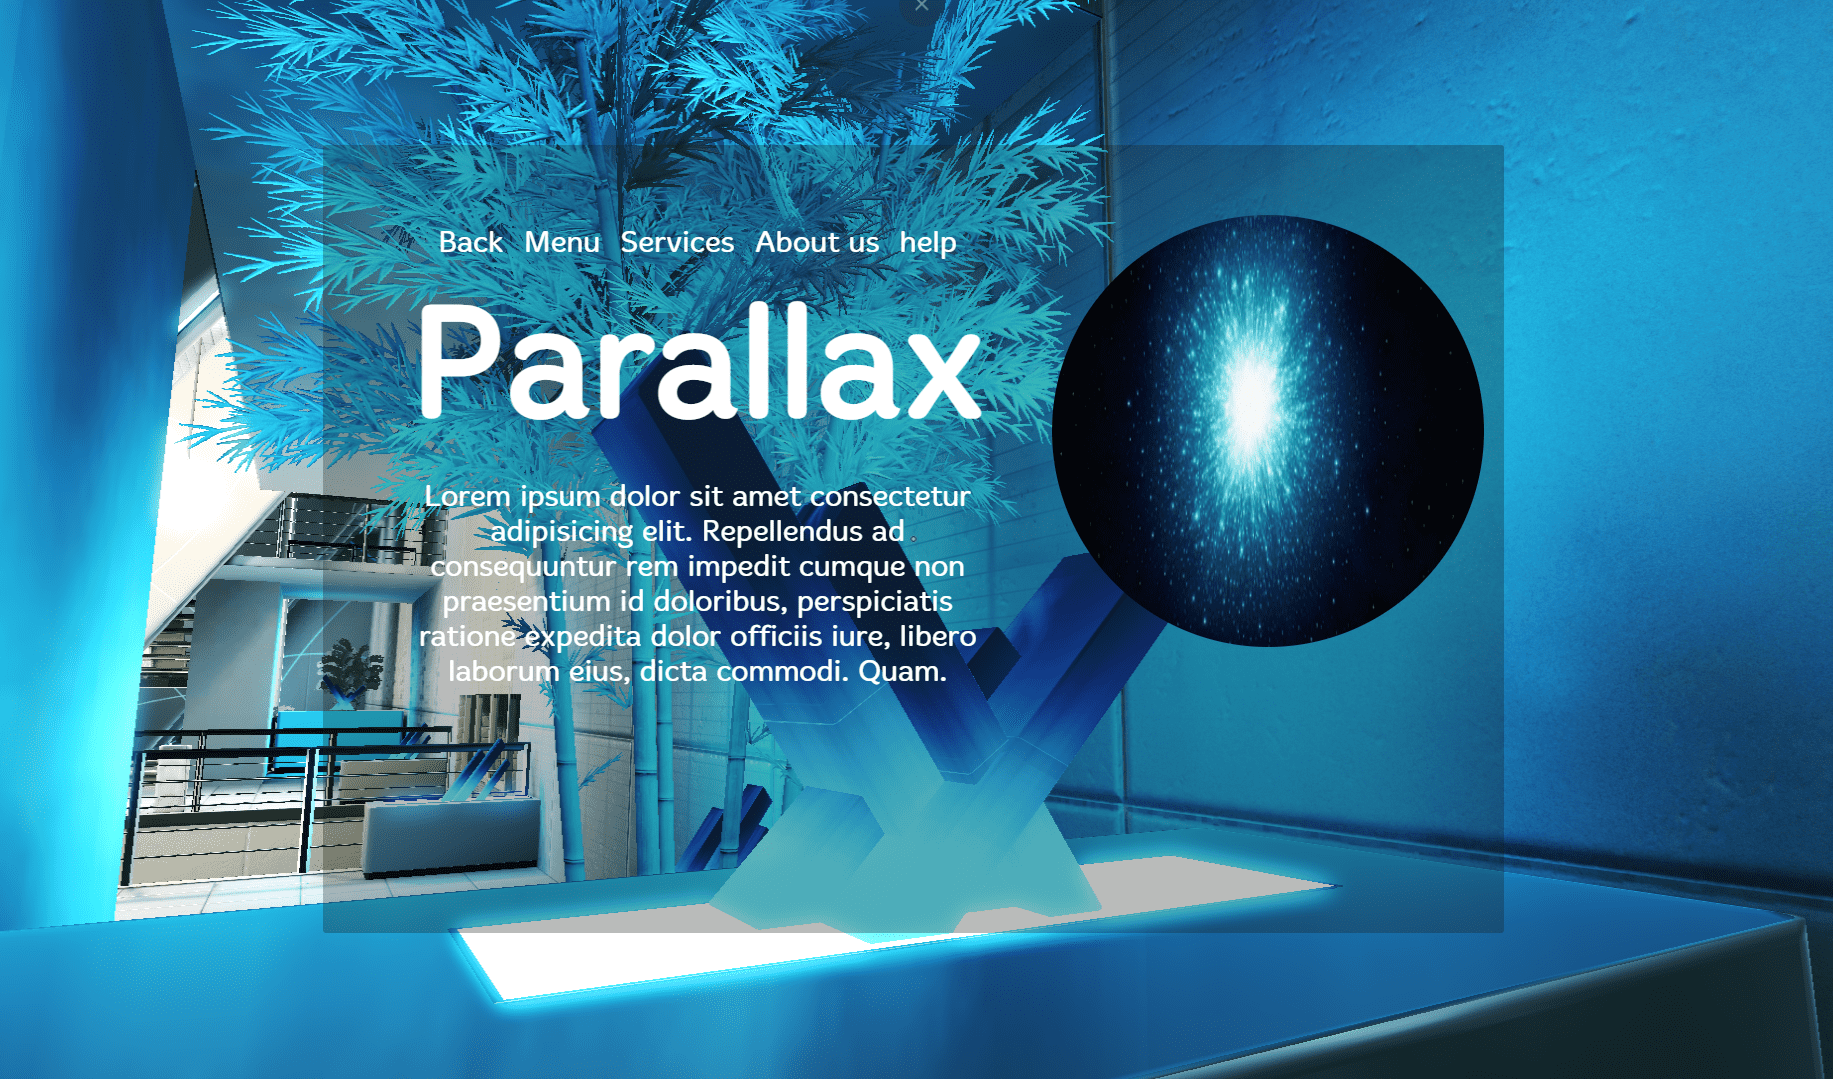 Back Menu Services About us help
Parallax
Lorem ipsum dolor sit amet consectetur
adipisicing elit. Repellendus ad
consequuntur rem impedit cumque non
praesentium id doloribus, perspiciatis
ratione expedita dolor officiis iure, libero
laborum eius, dicta commodi. Quam.